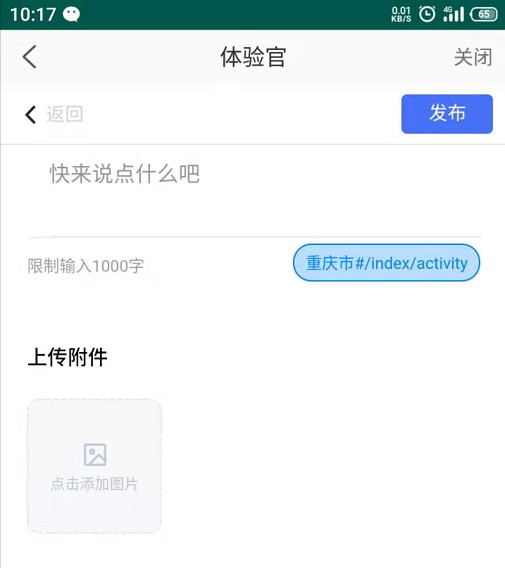 10:17
0.01
KB/S
4G
65
体验官
关闭
返回
发布
快来说点什么吧
限制输入1000字
重庆市#/index/activity
上传附件
点击添加图片